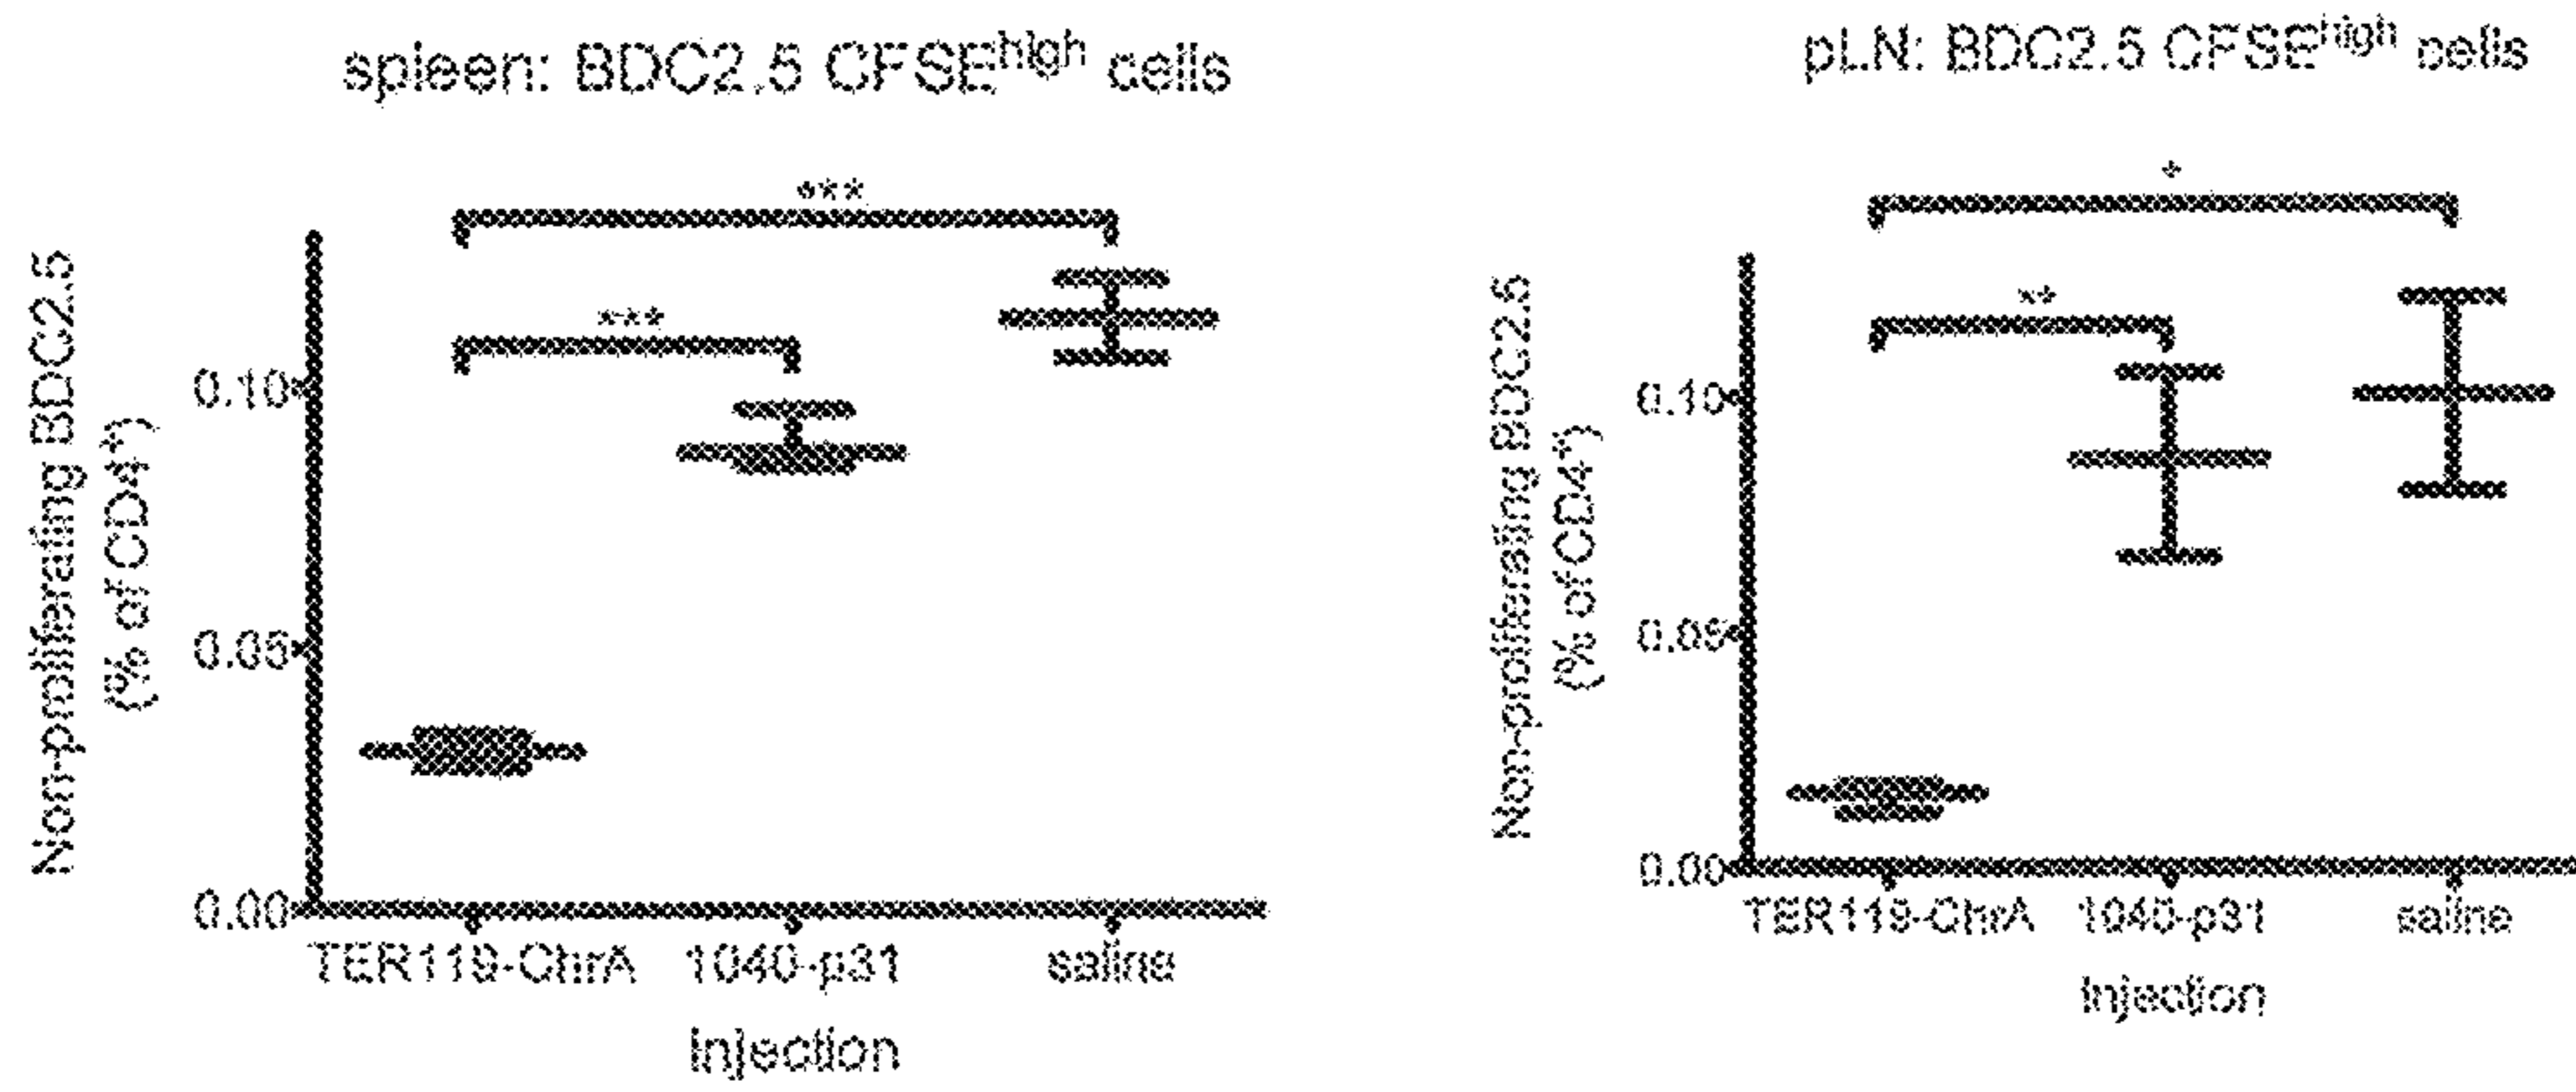 spleen: BDC2.5 CFSEhigh cells
***
***
Non-proliferating BDC2.5
(% of CD4+)
0.10
0.05
0.00
TER119-ChrA 1040-p31 saline
Injection
pLN: BDC2.5 CFSEhigh cells
*
**
Non-proliferating BDC2.5
(% of CD4+)
0.10
0.05
0.00
TER119-ChrA 1040-p31 saline
Injection